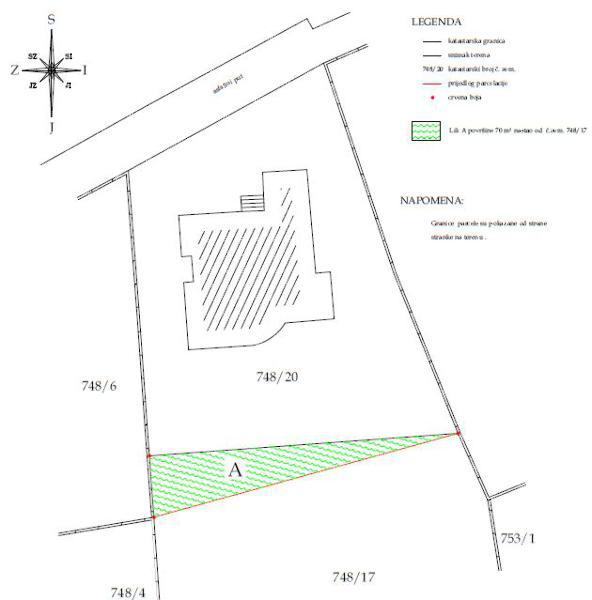 S
SZ SI
Z I
JZ JI
J
asfaltni put
LEGENDA
katastarska granica
snimak terena
748/20 katastarski broj č. zem.
prijedlog parcelacije
crvena boja
Lik A površine 70 m² nastao od č.zem. 748/17
NAPOMENA:
Granice parcele su pokazane od strane
stranke na terenu .
748/6
748/20
A
753/1
748/17
748/4